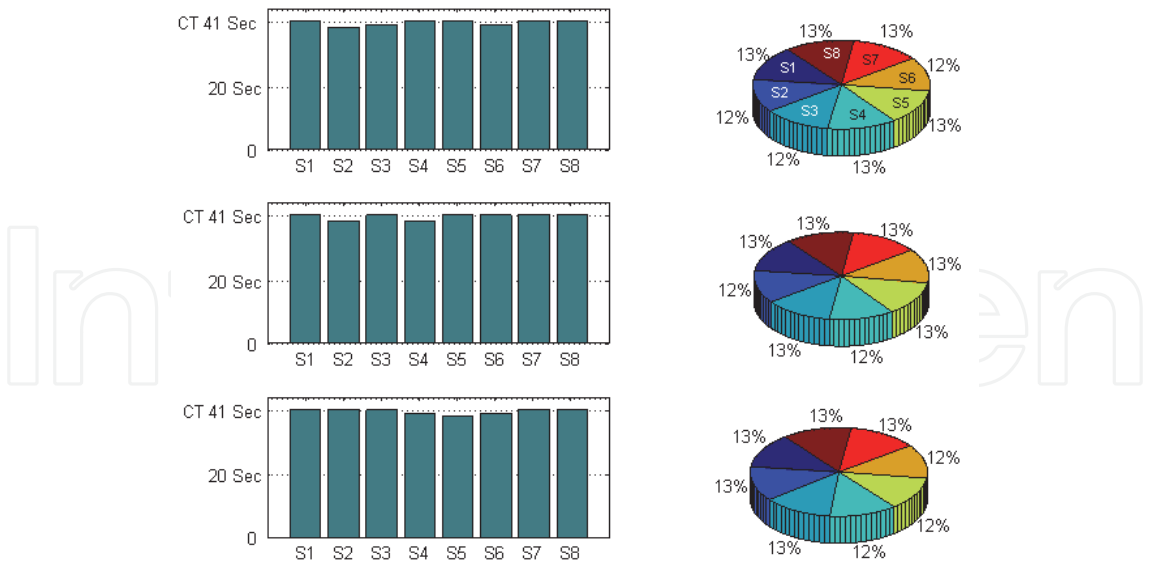 CT 41 Sec
20 Sec
0
S1 S2 S3 S4 S5 S6 S7 S8
13% 13%
13% 12%
S8 S7
S1 S6
S2 S5
S3 S4
12% 13%
12% 13%
CT 41 Sec
20 Sec
0
S1 S2 S3 S4 S5 S6 S7 S8
13% 13%
13% 13%
12% 13%
13% 12%
CT 41 Sec
20 Sec
0
S1 S2 S3 S4 S5 S6 S7 S8
13% 13%
13% 12%
13% 12%
13% 12%
In en